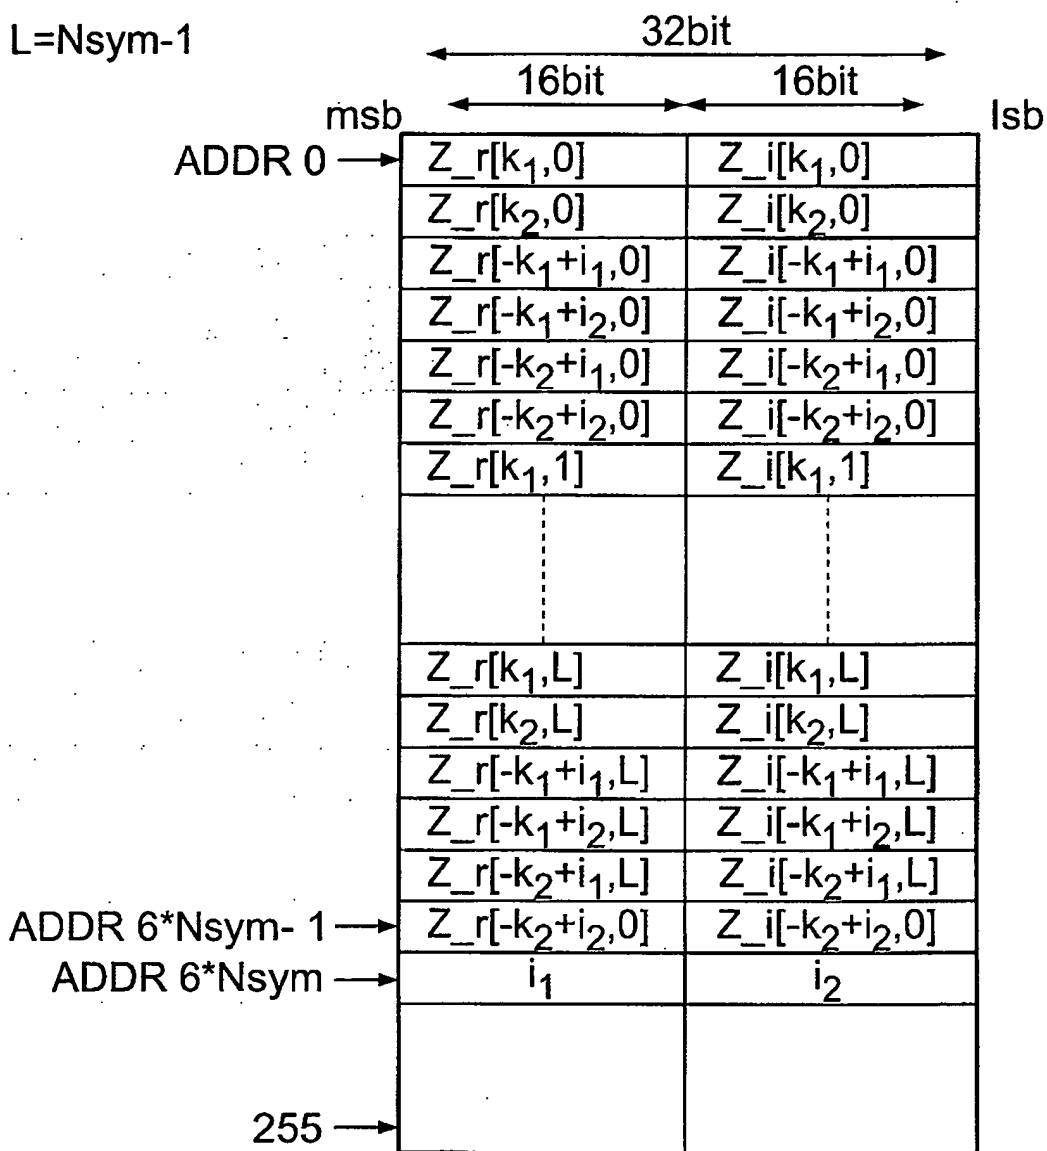 L=Nsym-1
32bit
16bit 16bit
msb lsb
ADDR 0 Z_r[k₁,0] Z_i[k₁,0]
Z_r[k₂,0] Z_i[k₂,0]
Z_r[-k₁+i₁,0] Z_i[-k₁+i₁,0]
Z_r[-k₁+i₂,0] Z_i[-k₁+i₂,0]
Z_r[-k₂+i₁,0] Z_i[-k₂+i₁,0]
Z_r[-k₂+i₂,0] Z_i[-k₂+i₂,0]
Z_r[k₁,1] Z_i[k₁,1]
Z_r[k₁,L] Z_i[k₁,L]
Z_r[k₂,L] Z_i[k₂,L]
Z_r[-k₁+i₁,L] Z_i[-k₁+i₁,L]
Z_r[-k₁+i₂,L] Z_i[-k₁+i₂,L]
Z_r[-k₂+i₁,L] Z_i[-k₂+i₁,L]
ADDR 6*Nsym- 1 Z_r[-k₂+i₂,0] Z_i[-k₂+i₂,0]
ADDR 6*Nsym i₁ i₂
255